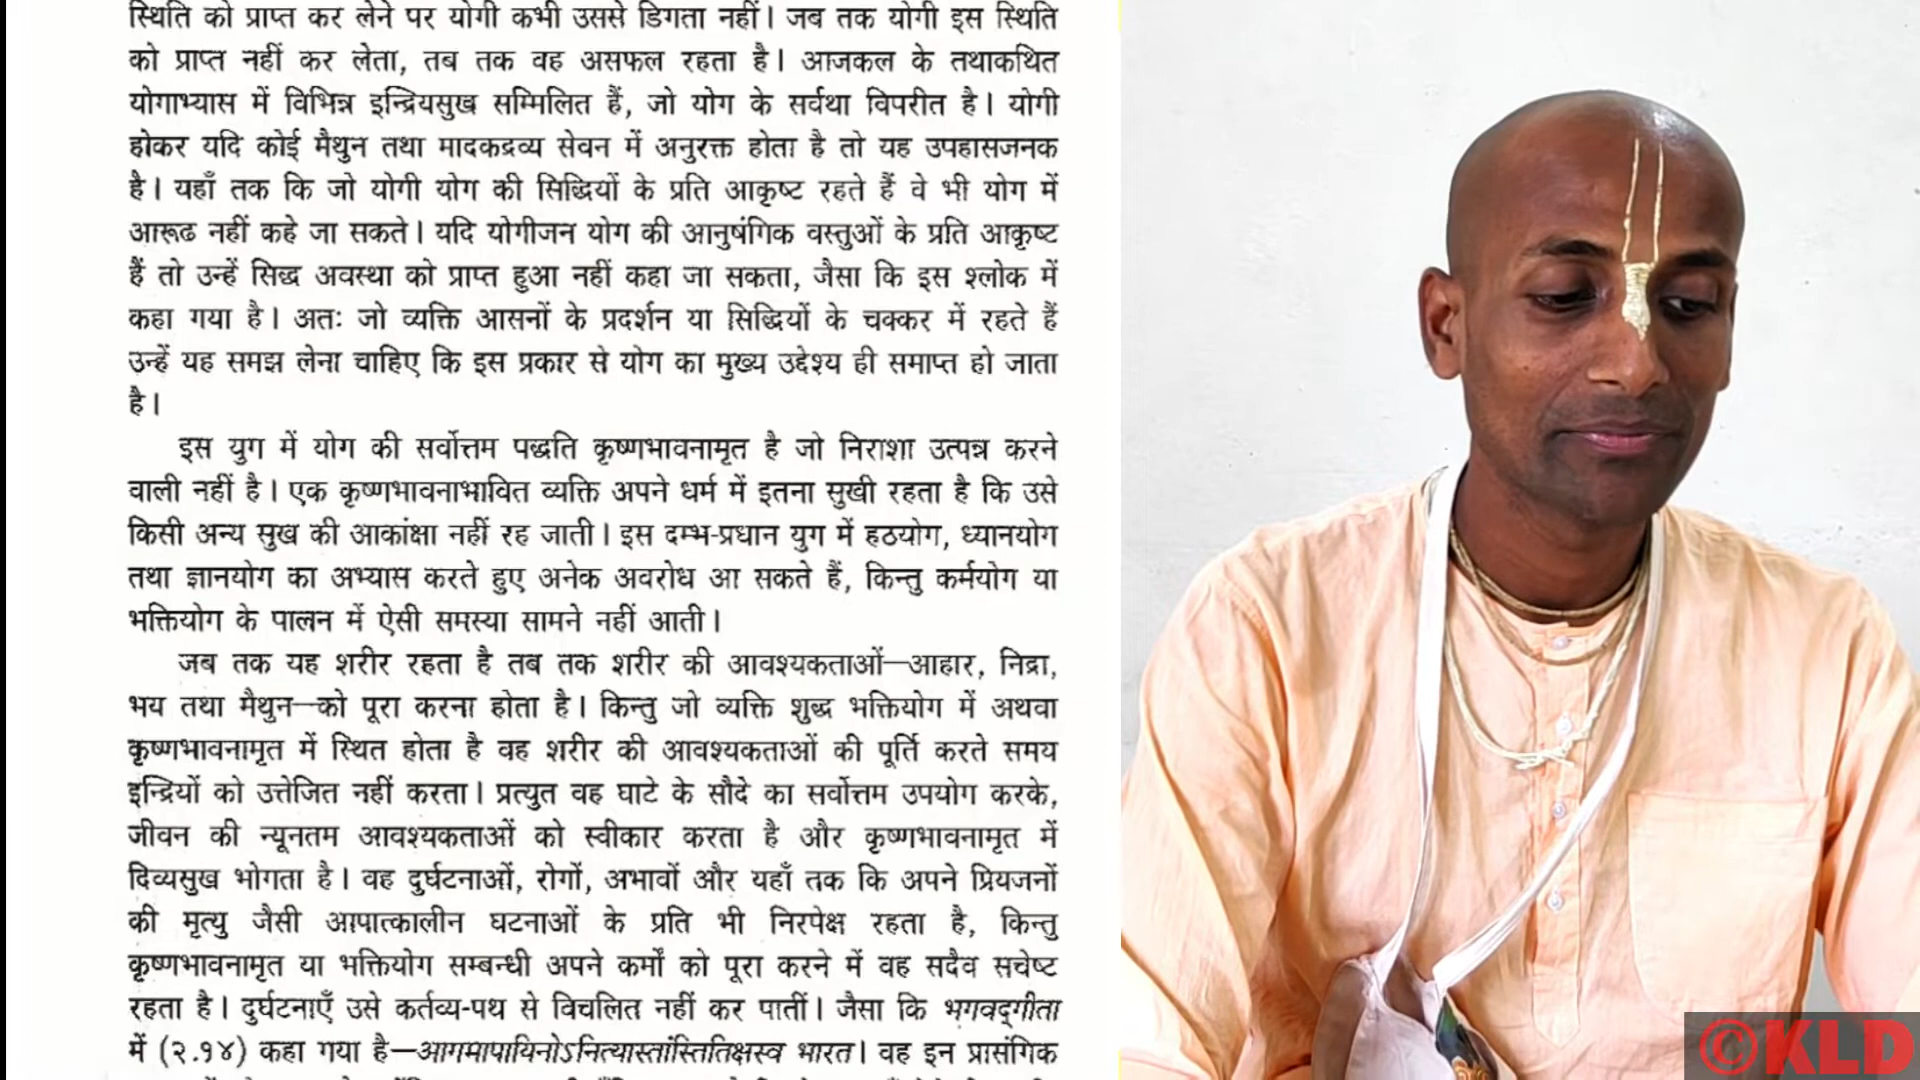 स्थिति को प्राप्त कर लेने पर योगी कभी उससे डिगता नहीं। जब तक योगी इस स्थिति
को प्राप्त नहीं कर लेता, तब तक वह असफल रहता है। आजकल के तथाकथित
योगाभ्यास में विभिन्न इन्द्रियसुख सम्मिलित हैं, जो योग के सर्वथा विपरीत है। योगी
होकर यदि कोई मैथुन तथा मादकद्रव्य सेवन में अनुरक्त होता है तो यह उपहासजनक
है। यहाँ तक कि जो योगी योग की सिद्धियों के प्रति आकृष्ट रहते हैं वे भी योग में
आरूढ नहीं कहे जा सकते। यदि योगीजन योग की आनुषंगिक वस्तुओं के प्रति आकृष्ट
हैं तो उन्हें सिद्ध अवस्था को प्राप्त हुआ नहीं कहा जा सकता, जैसा कि इस श्लोक में
कहा गया है। अतः जो व्यक्ति आसनों के प्रदर्शन या सिद्धियों के चक्कर में रहते हैं
उन्हें यह समझ लेना चाहिए कि इस प्रकार से योग का मुख्य उद्देश्य ही समाप्त हो जाता
है।
इस युग में योग की सर्वोत्तम पद्धति कृष्णभावनामृत है जो निराशा उत्पन्न करने
वाली नहीं है। एक कृष्णभावनाभावित व्यक्ति अपने धर्म में इतना सुखी रहता है कि उसे
किसी अन्य सुख की आकांक्षा नहीं रह जाती। इस दम्भ-प्रधान युग में हठयोग, ध्यानयोग
तथा ज्ञानयोग का अभ्यास करते हुए अनेक अवरोध आ सकते हैं, किन्तु कर्मयोग या
भक्तियोग के पालन में ऐसी समस्या सामने नहीं आती।
जब तक यह शरीर रहता है तब तक शरीर की आवश्यकताओं—आहार, निद्रा,
भय तथा मैथुन—को पूरा करना होता है। किन्तु जो व्यक्ति शुद्ध भक्तियोग में अथवा
कृष्णभावनामृत में स्थित होता है वह शरीर की आवश्यकताओं की पूर्ति करते समय
इन्द्रियों को उत्तेजित नहीं करता। प्रत्युत वह घाटे के सौदे का सर्वोत्तम उपयोग करके,
जीवन की न्यूनतम आवश्यकताओं को स्वीकार करता है और कृष्णभावनामृत में
दिव्यसुख भोगता है। वह दुर्घटनाओं, रोगों, अभावों और यहाँ तक कि अपने प्रियजनों
की मृत्यु जैसी आपात्कालीन घटनाओं के प्रति भी निरपेक्ष रहता है, किन्तु
कृष्णभावनामृत या भक्तियोग सम्बन्धी अपने कर्मों को पूरा करने में वह सदैव सचेष्ट
रहता है। दुर्घटनाएँ उसे कर्तव्य-पथ से विचलित नहीं कर पातीं। जैसा कि भगवद्गीता
में (२.१४) कहा गया है—आगमापायिनोऽनित्यास्तांस्तितिक्षस्व भारत। वह इन प्रासंगिक
©KLD